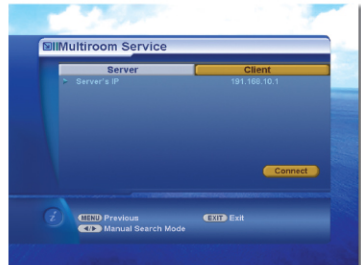 Multiroom Service
Server Client
Server's IP 191.168.10.1
Connect
MENU Previous EXIT Exit
Manual Search Mode